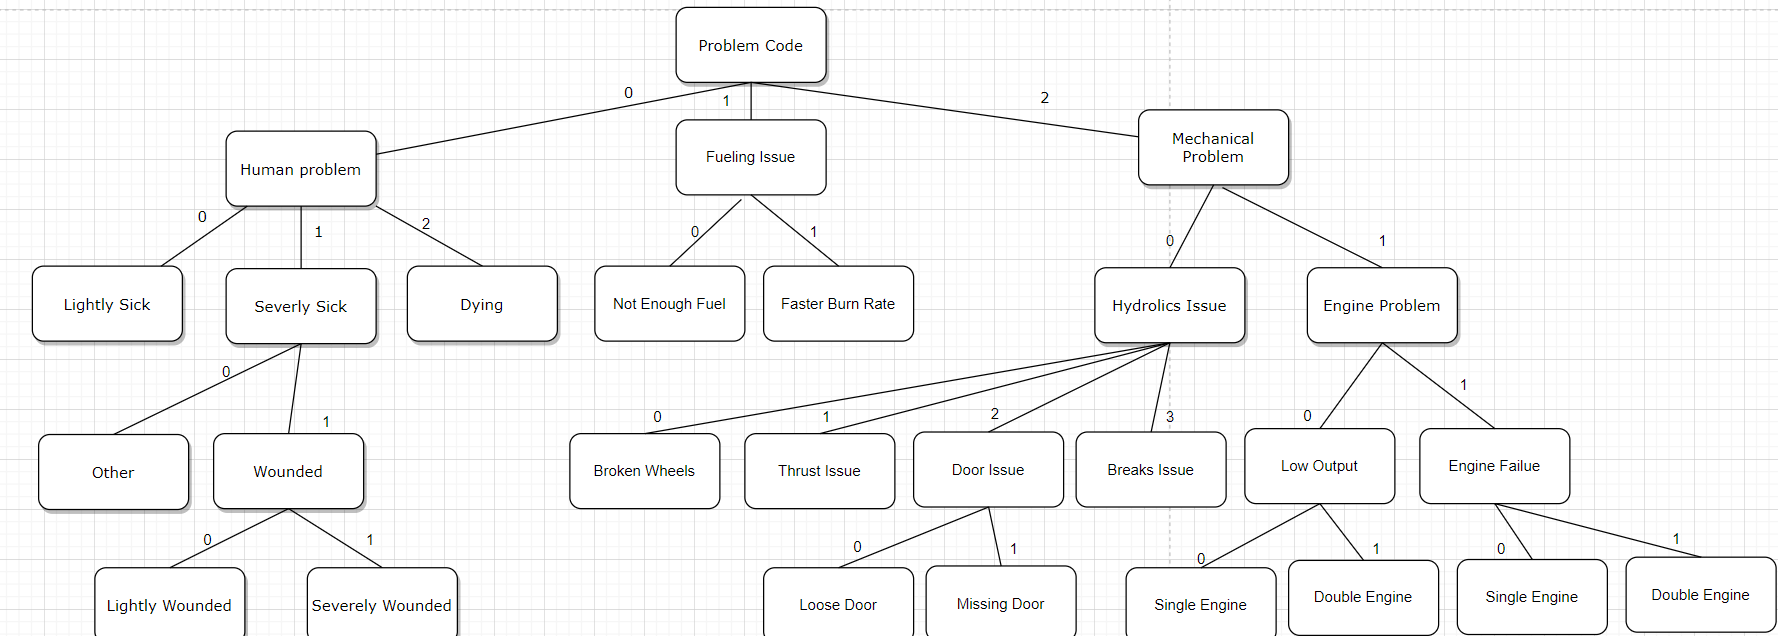 Problem Code
0
1
2
Human problem
Fueling Issue
Mechanical
Problem
0
1
2
0
1
0
1
Lightly Sick
Severly Sick
Dying
Not Enough Fuel
Faster Burn Rate
Hydrolics Issue
Engine Problem
0
1
0
1
2
3
0
1
Other
Wounded
Broken Wheels
Thrust Issue
Door Issue
Breaks Issue
Low Output
Engine Failue
0
1
0
1
0
1
0
1
Lightly Wounded
Severely Wounded
Loose Door
Missing Door
Single Engine
Double Engine
Single Engine
Double Engine